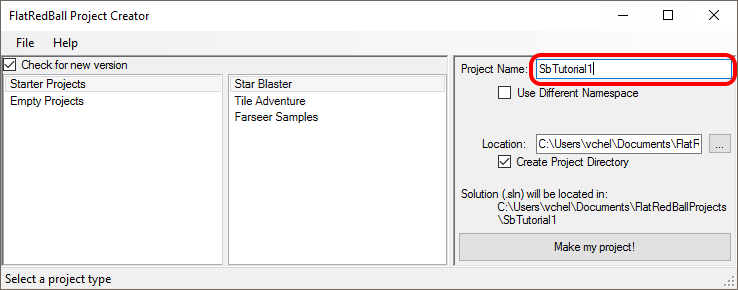 FlatRedBall Project Creator
File Help
Check for new version
Starter Projects
Empty Projects
Star Blaster
Tile Adventure
Farseer Samples
Project Name: SbTutorial1
Use Different Namespace
Location: C:\Users\vchel\Documents\FlatR
...
Create Project Directory
Solution (.sln) will be located in:
C:\Users\vchel\Documents\FlatRedBallProjects
\SbTutorial1
Make my project!
Select a project type